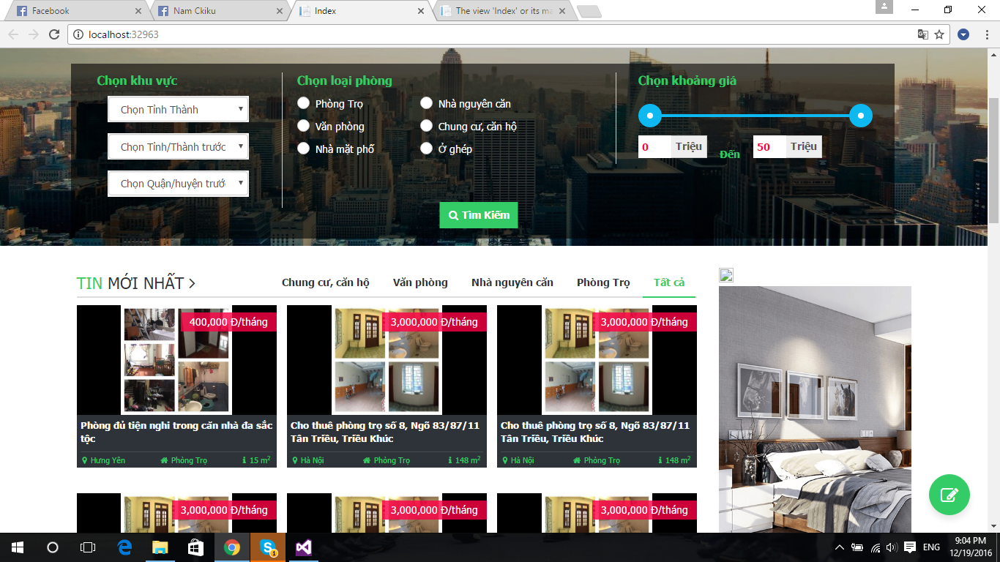 Facebook
Nam Ckiku
Index
The view 'Index' or its ma
localhost:32963
Chọn khu vực
Chọn Tỉnh Thành
Chọn Tỉnh/Thành trước
Chọn Quận/huyện trướ
Chọn loại phòng
Phòng Trọ
Nhà nguyên căn
Văn phòng
Chung cư, căn hộ
Nhà mặt phố
Ở ghép
Chọn khoảng giá
0 Triệu Đến 50 Triệu
Tìm Kiếm
TIN MỚI NHẤT
Chung cư, căn hộ
Văn phòng
Nhà nguyên căn
Phòng Trọ
Tất cả
400,000 Đ/tháng
Phòng đủ tiện nghi trong căn nhà đa sắc
tộc
Hưng Yên Phòng Trọ 15 m²
3,000,000 Đ/tháng
Cho thuê phòng trọ số 8, Ngõ 83/87/11
Tân Triều, Triều Khúc
Hà Nội Phòng Trọ 148 m²
3,000,000 Đ/tháng
Cho thuê phòng trọ số 8, Ngõ 83/87/11
Tân Triều, Triều Khúc
Hà Nội Phòng Trọ 148 m²
3,000,000 Đ/tháng
3,000,000 Đ/tháng
3,000,000 Đ/tháng
1
ENG
9:04 PM
12/19/2016